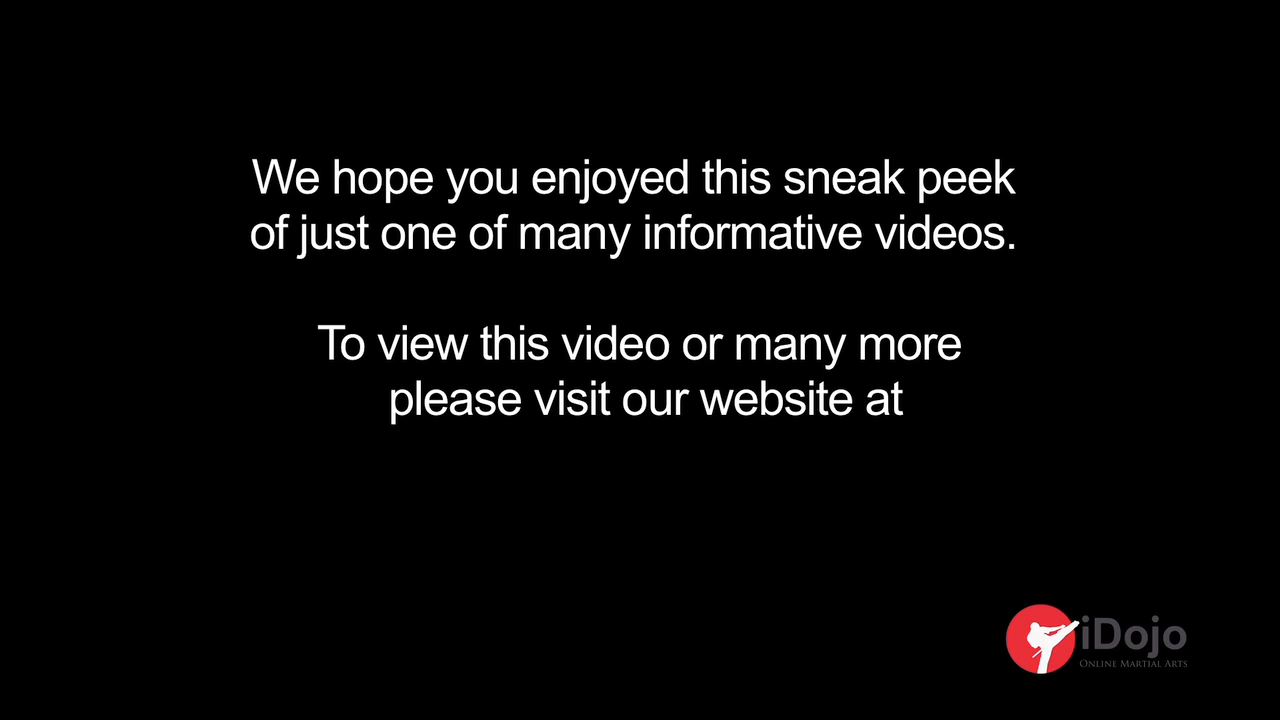 We hope you enjoyed this sneak peek
of just one of many informative videos.
To view this video or many more
please visit our website at
iDojo
ONLINE MARTIAL ARTS